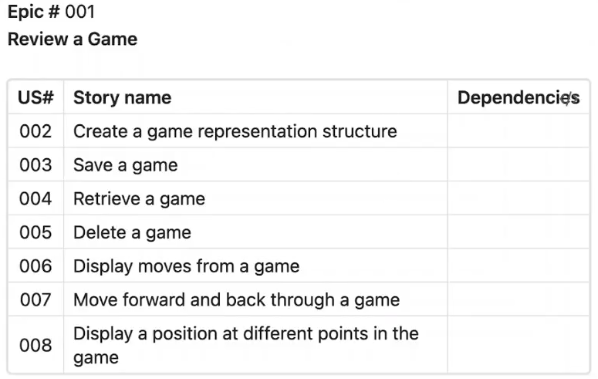 Epic # 001
Review a Game
US# Story name Dependencies
002 Create a game representation structure
003 Save a game
004 Retrieve a game
005 Delete a game
006 Display moves from a game
007 Move forward and back through a game
008 Display a position at different points in the
game